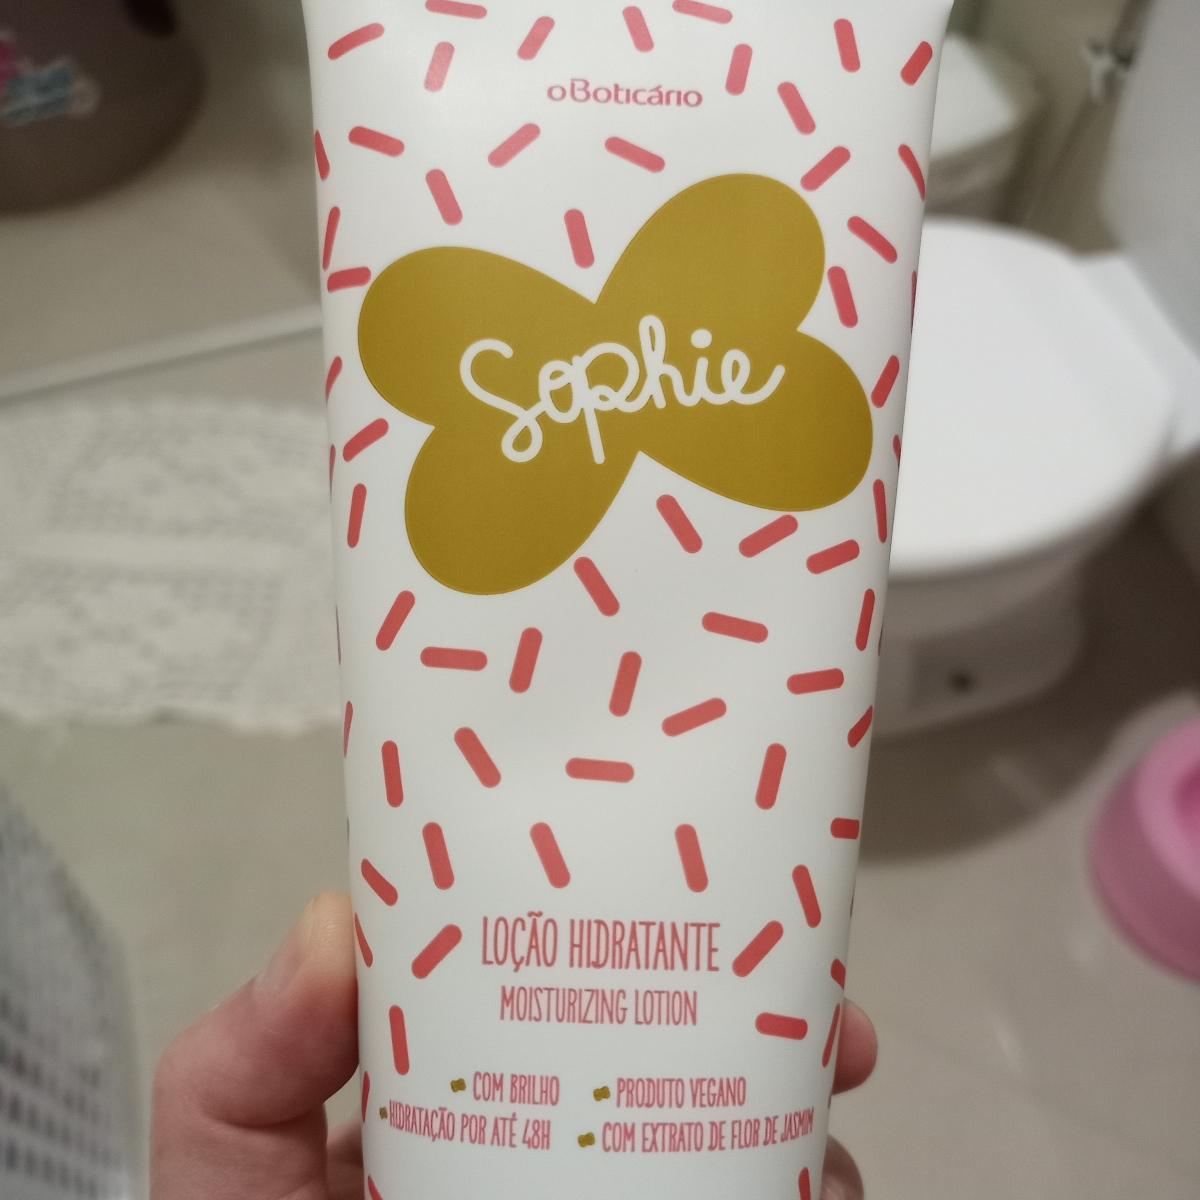 oBoticário
Sophie
LOÇÃO HIDRATANTE
MOISTURIZING LOTION
COM BRILHO
PRODUTO VEGANO
HIDRATAÇÃO POR ATÉ 48H
COM EXTRATO DE FLOR DE JASMIM